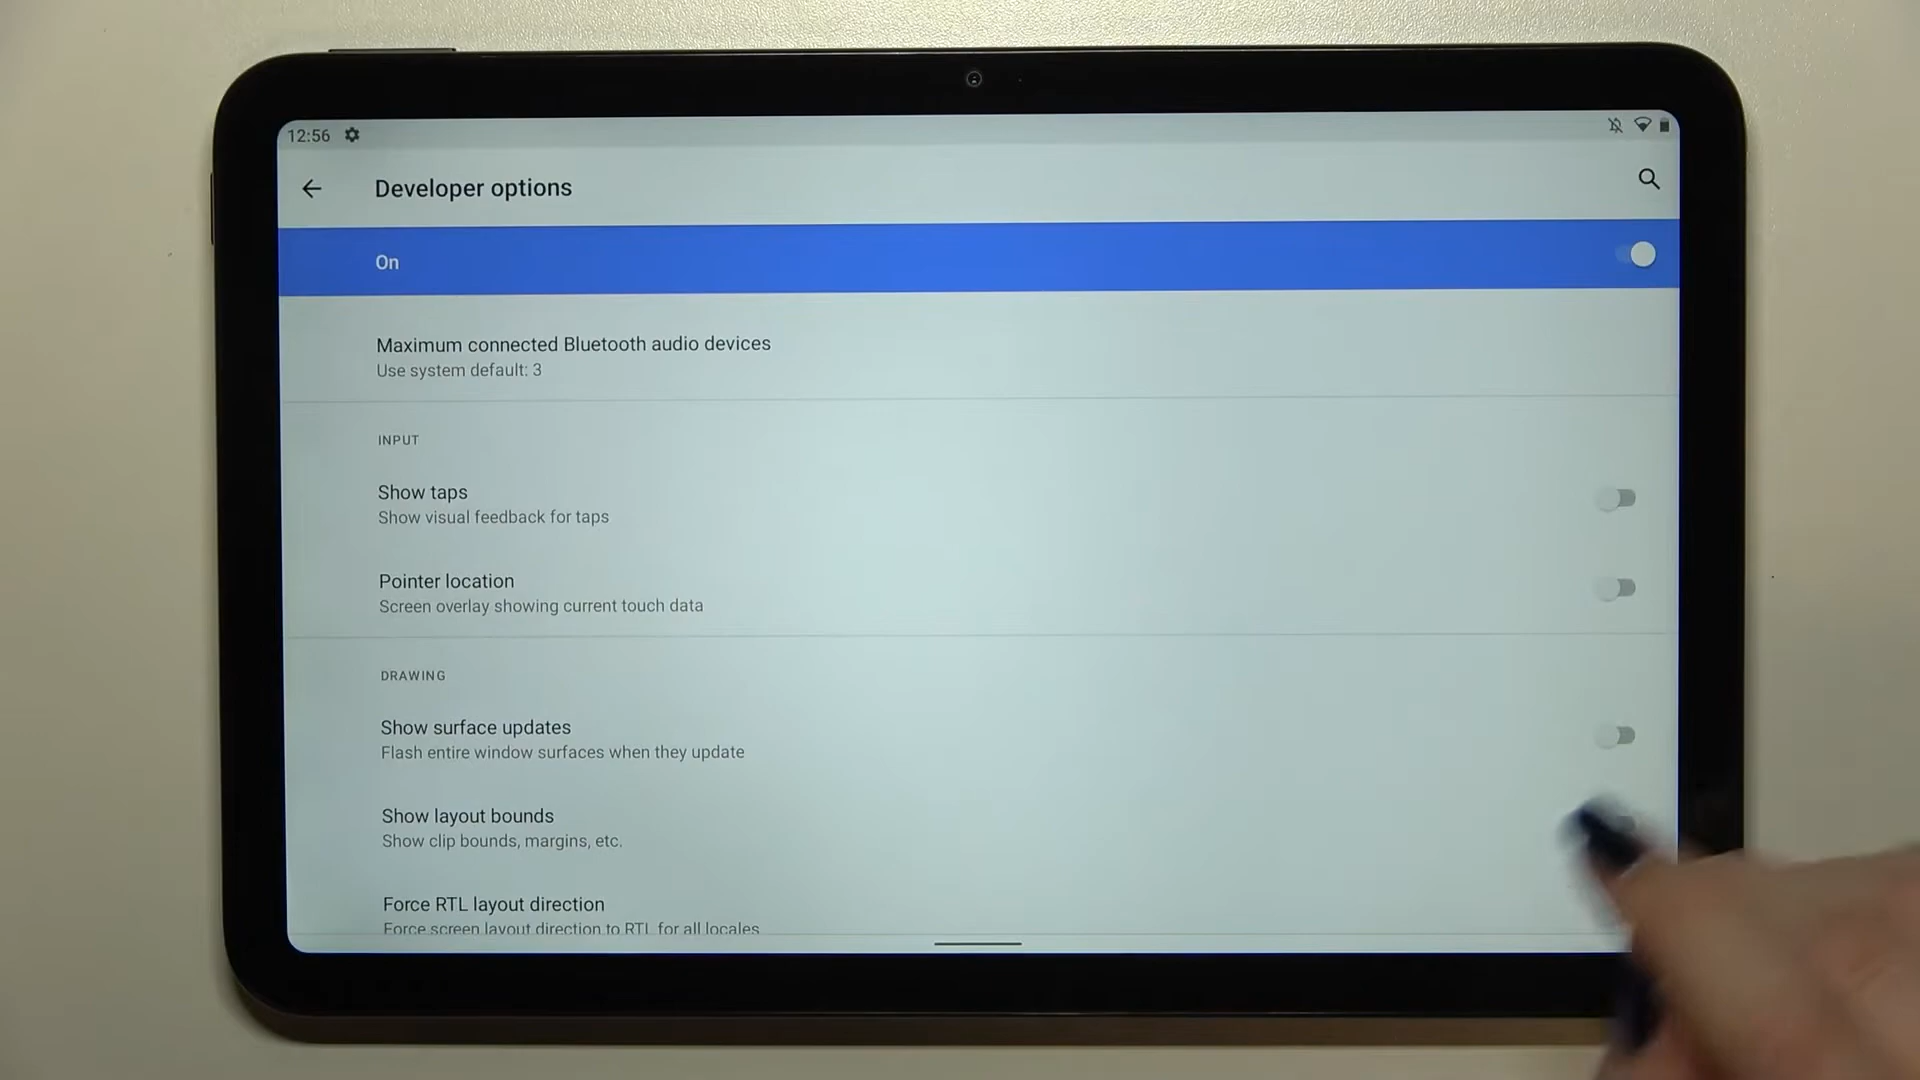 12:56
Developer options
On
Maximum connected Bluetooth audio devices
Use system default: 3
INPUT
Show taps
Show visual feedback for taps
Pointer location
Screen overlay showing current touch data
DRAWING
Show surface updates
Flash entire window surfaces when they update
Show layout bounds
Show clip bounds, margins, etc.
Force RTL layout direction
Force screen layout direction to RTL for all locales